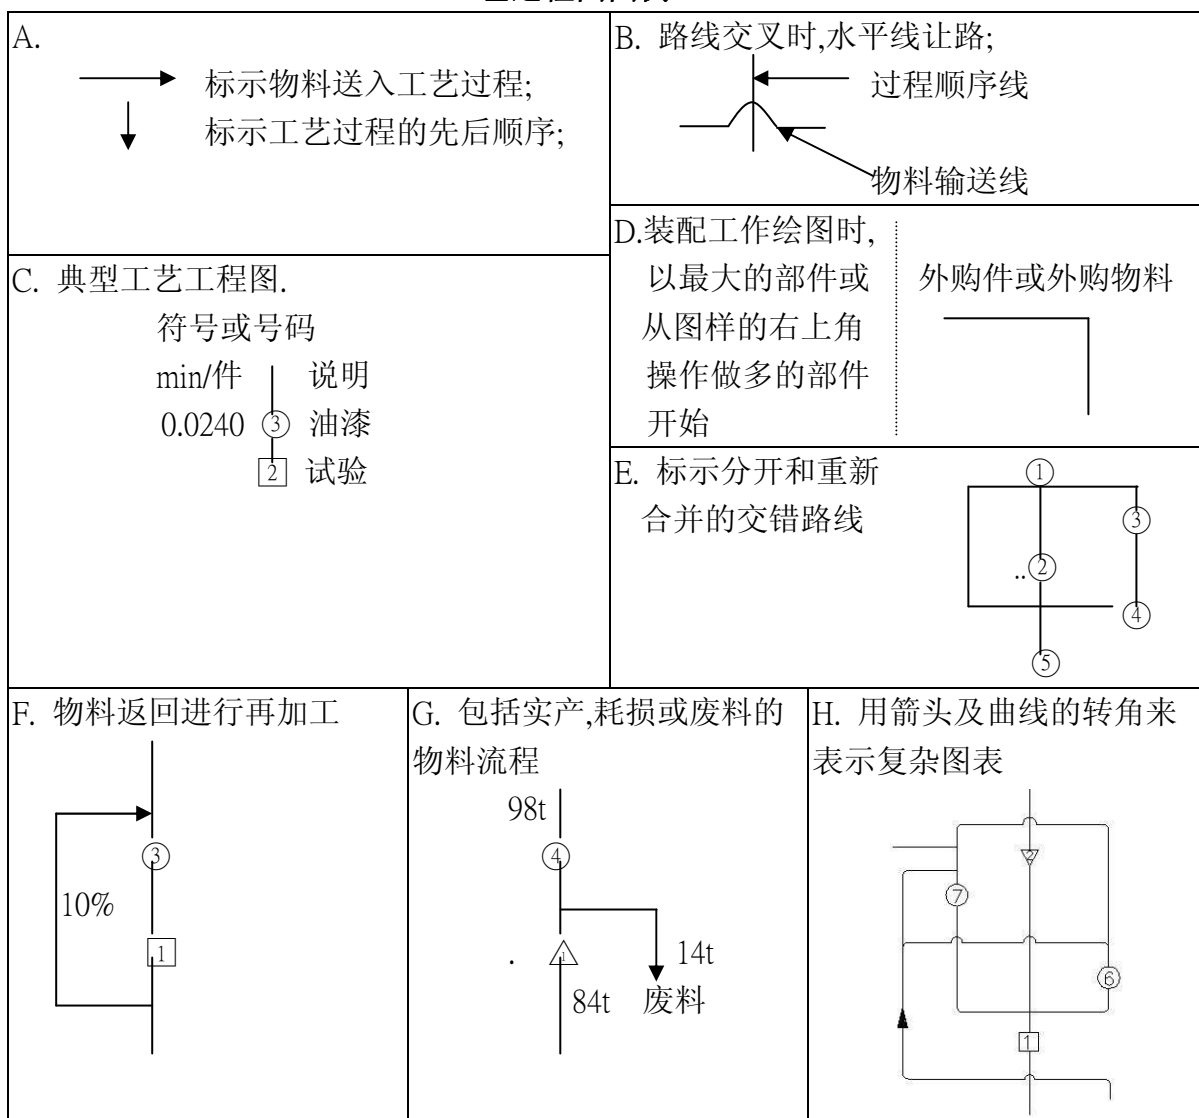 A.
标示物料送入工艺过程;
标示工艺过程的先后顺序;
B. 路线交叉时,水平线让路;
过程顺序线
物料输送线
C. 典型工艺工程图.
符号或号码
min/件 说明
0.0240 ③ 油漆
2 试验
D.装配工作绘图时,
以最大的部件或
从图样的右上角
操作做多的部件
开始
外购件或外购物料
E. 标示分开和重新
合并的交错路线
①
③
..②
④
⑤
F. 物料返回进行再加工
③
10%
1
G. 包括实产,耗损或废料的
物料流程
98t
④
. 1 14t
84t 废料
H. 用箭头及曲线的转角来
表示复杂图表
2
⑦
⑥
1